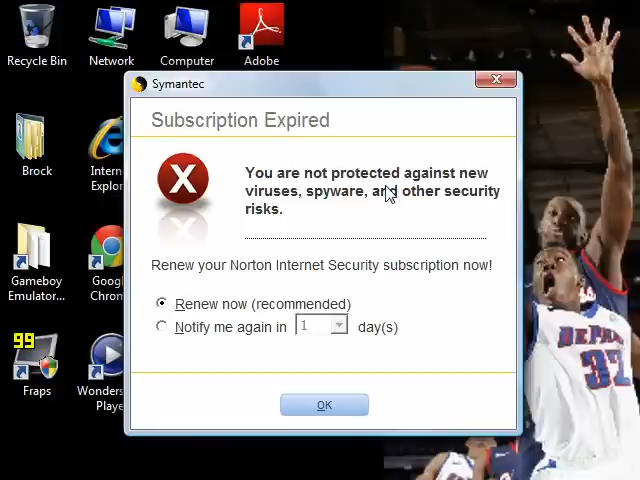 Recycle Bin
Network
Computer
Adobe
Symantec
Subscription Expired
You are not protected against new
viruses, spyware, and other security
risks.
Renew your Norton Internet Security subscription now!
Renew now (recommended)
Notify me again in 1 day(s)
OK
Brock
Intern
Explor
Gameboy
Emulator...
Googl
Chrom
99
Fraps
Wonders
Playe
DEPAUL
32